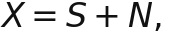 X = S + N,